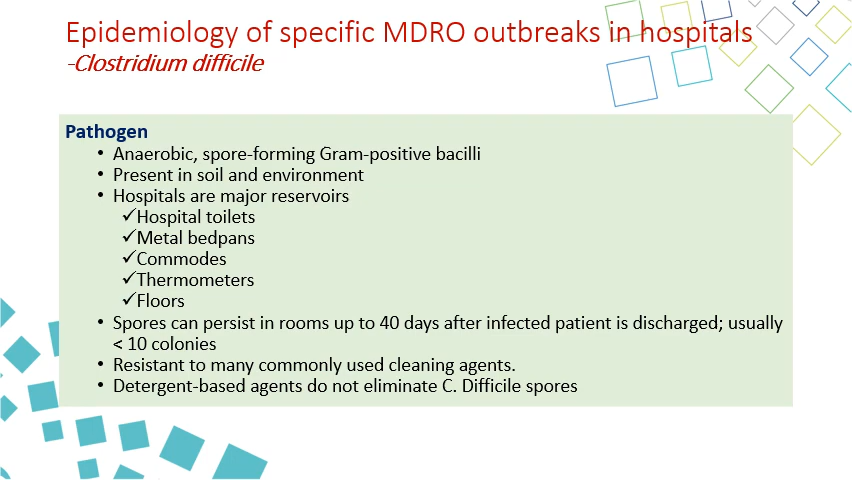 Epidemiology of specific MDRO outbreaks in hospitals
-Clostridium difficile
Pathogen
• Anaerobic, spore-forming Gram-positive bacilli
• Present in soil and environment
• Hospitals are major reservoirs
✓Hospital toilets
✓Metal bedpans
✓Commodes
✓Thermometers
✓Floors
• Spores can persist in rooms up to 40 days after infected patient is discharged; usually
< 10 colonies
• Resistant to many commonly used cleaning agents.
• Detergent-based agents do not eliminate C. Difficile spores